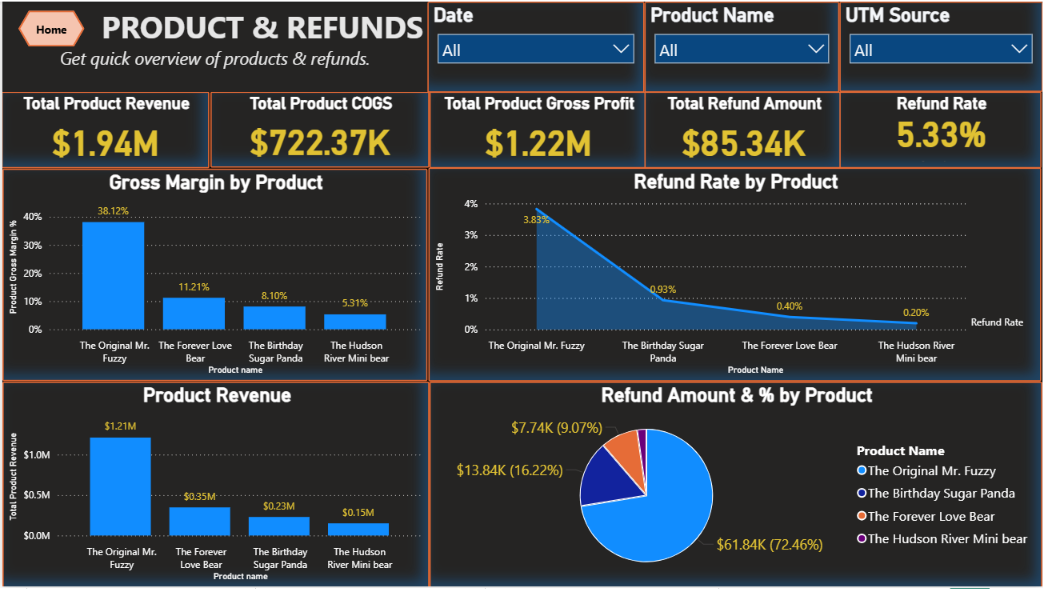 Home
PRODUCT & REFUNDS
Get quick overview of products & refunds.
Date
All
Product Name
All
UTM Source
All
Total Product Revenue
$1.94M
Total Product COGS
$722.37K
Total Product Gross Profit
$1.22M
Total Refund Amount
$85.34K
Refund Rate
5.33%
Gross Margin by Product
Product Gross Margin %
40%
30%
20%
10%
0%
38.12%
11.21%
8.10%
5.31%
The Original Mr.
Fuzzy
The Forever Love
Bear
The Birthday
Sugar Panda
The Hudson
River Mini bear
Product name
Refund Rate by Product
Refund Rate
4%
3%
2%
1%
0%
3.83%
0.93%
0.40%
0.20%
Refund Rate
The Original Mr. Fuzzy
The Birthday Sugar
Panda
The Forever Love Bear
The Hudson River
Mini bear
Product Name
Product Revenue
Total Product Revenue
$1.0M
$0.5M
$0.0M
$1.21M
$0.35M
$0.23M
$0.15M
The Original Mr.
Fuzzy
The Forever
Love Bear
The Birthday
Sugar Panda
The Hudson
River Mini bear
Product name
Refund Amount & % by Product
$7.74K (9.07%)
$13.84K (16.22%)
$61.84K (72.46%)
Product Name
The Original Mr. Fuzzy
The Birthday Sugar Panda
The Forever Love Bear
The Hudson River Mini bear